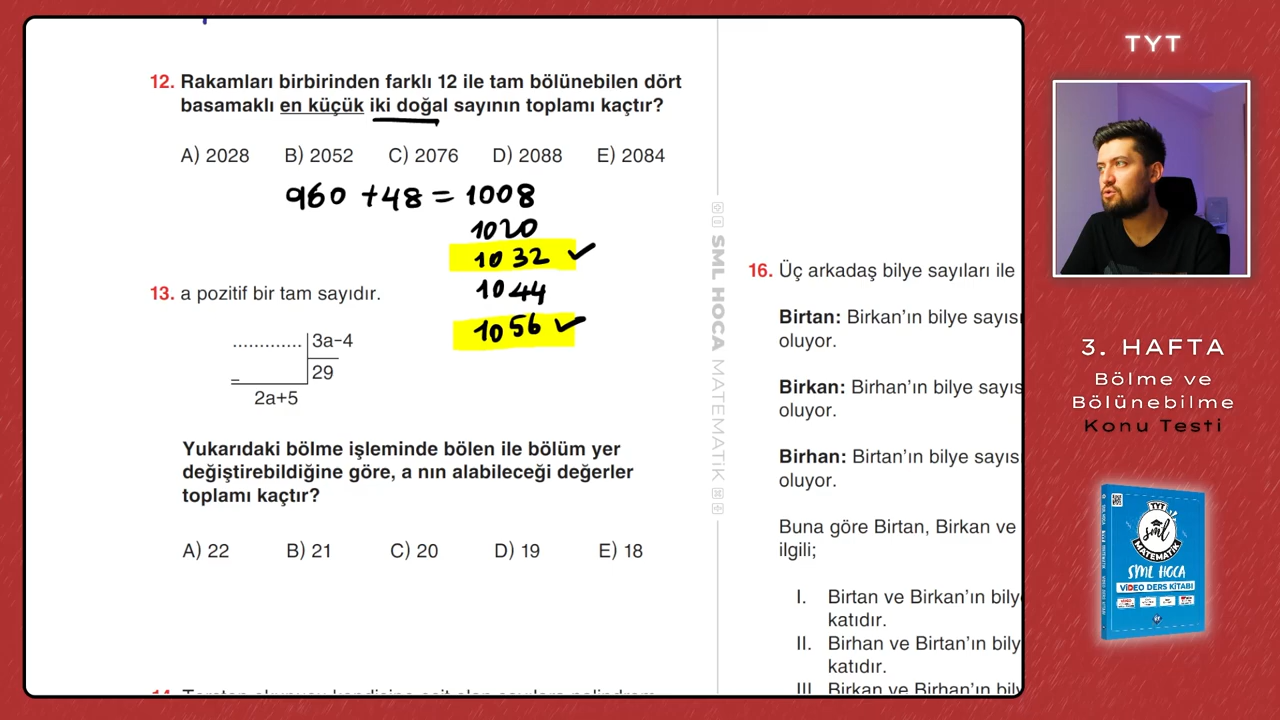 12. Rakamları birbirinden farklı 12 ile tam bölünebilen dört
basamaklı en küçük iki doğal sayının toplamı kaçtır?
A) 2028 B) 2052 C) 2076 D) 2088 E) 2084
960 +48 = 1008
1020
1032 ✓
1044
1056 ✓
13. a pozitif bir tam sayıdır.
............. 3a-4
29
2a+5
Yukarıdaki bölme işleminde bölen ile bölüm yer
değiştirebildiğine göre, a nın alabileceği değerler
toplamı kaçtır?
A) 22 B) 21 C) 20 D) 19 E) 18
SML HOCA MATEMATİK
16. Üç arkadaş bilye sayıları ile
Birtan: Birkan'ın bilye sayısı
oluyor.
Birkan: Birhan'ın bilye sayıs
oluyor.
Birhan: Birtan'ın bilye sayıs
oluyor.
Buna göre Birtan, Birkan ve
ilgili;
I. Birtan ve Birkan'ın bily
katıdır.
II. Birhan ve Birtan'ın bily
katıdır.
III. Birkan ve Birhan'ın bily
TYT
3. HAFTA
Bölme ve
Bölünebilme
Konu Testi
TYT
sml
MATEMATİK
SML HOCA
VİDEO DERS KİTABI